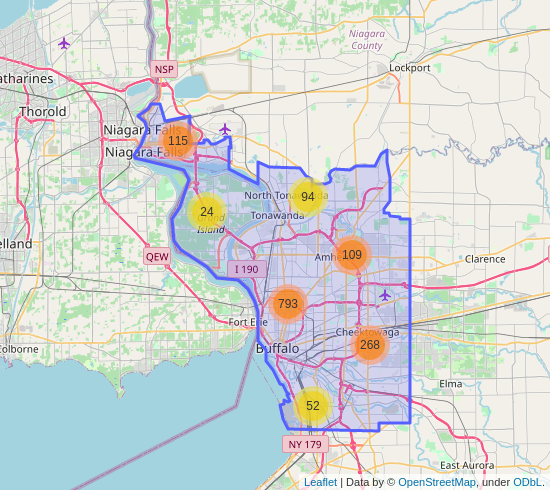 Niagara
County
NSP
Lockport
atharines
Thorold
Niagara Falls
115
Niagara Falls
94
North Tonawanda
24
Tonawanda
Grand
Island
109
QEW
elland
Clarence
I 190
793
Fort Erie
Cheektowaga
Colborne
Buffalo
268
Elma
52
NY 179
East Aurora
Leaflet | Data by © OpenStreetMap, under ODbL.